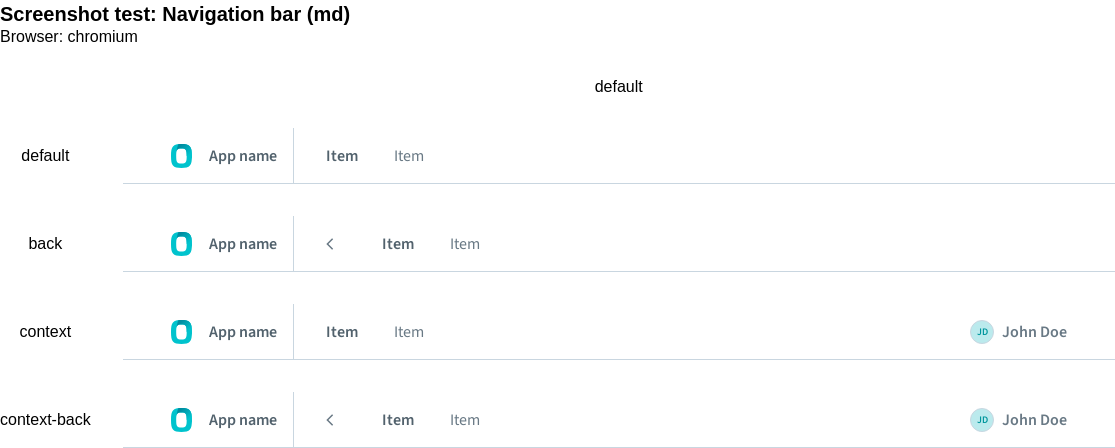 Screenshot test: Navigation bar (md)
Browser: chromium
default
default App name Item Item
back App name Item Item
context App name Item Item JD John Doe
context-back App name Item Item JD John Doe